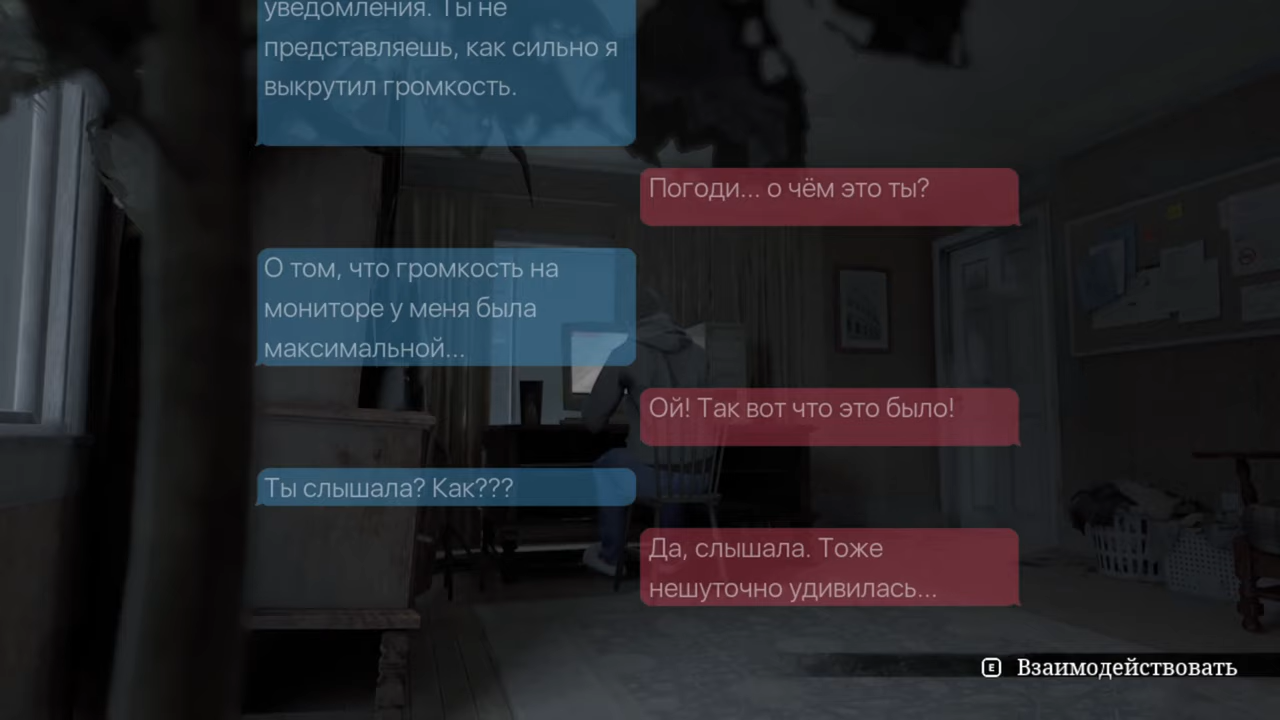 уведомления. Ты не
представляешь, как сильно я
выкрутил громкость.
Погоди... о чём это ты?
О том, что громкость на
мониторе у меня была
максимальной...
Ой! Так вот что это было!
Ты слышала? Как???
Да, слышала. Тоже
нешуточно удивилась...
E Взаимодействовать